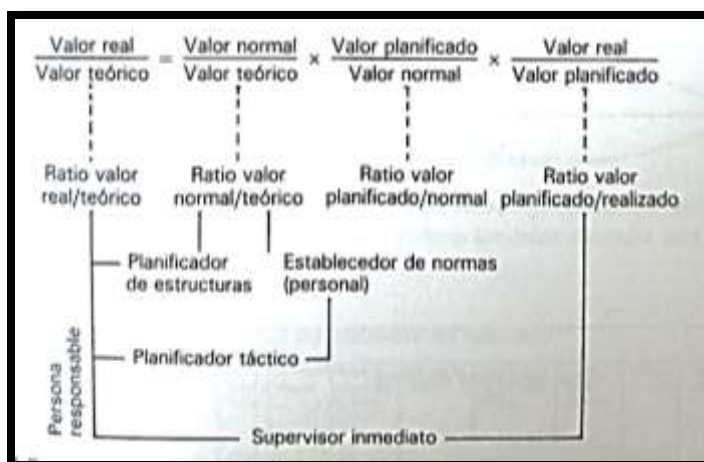 Valor real = Valor normal × Valor planificado × Valor real
Valor teórico Valor teórico Valor normal Valor planificado
Ratio valor Ratio valor Ratio valor Ratio valor
real/teórico normal/teórico planificado/normal planificado/realizado
Planificador Establecedor de normas
de estructuras (personal)
Planificador táctico
Persona
responsable
Supervisor inmediato